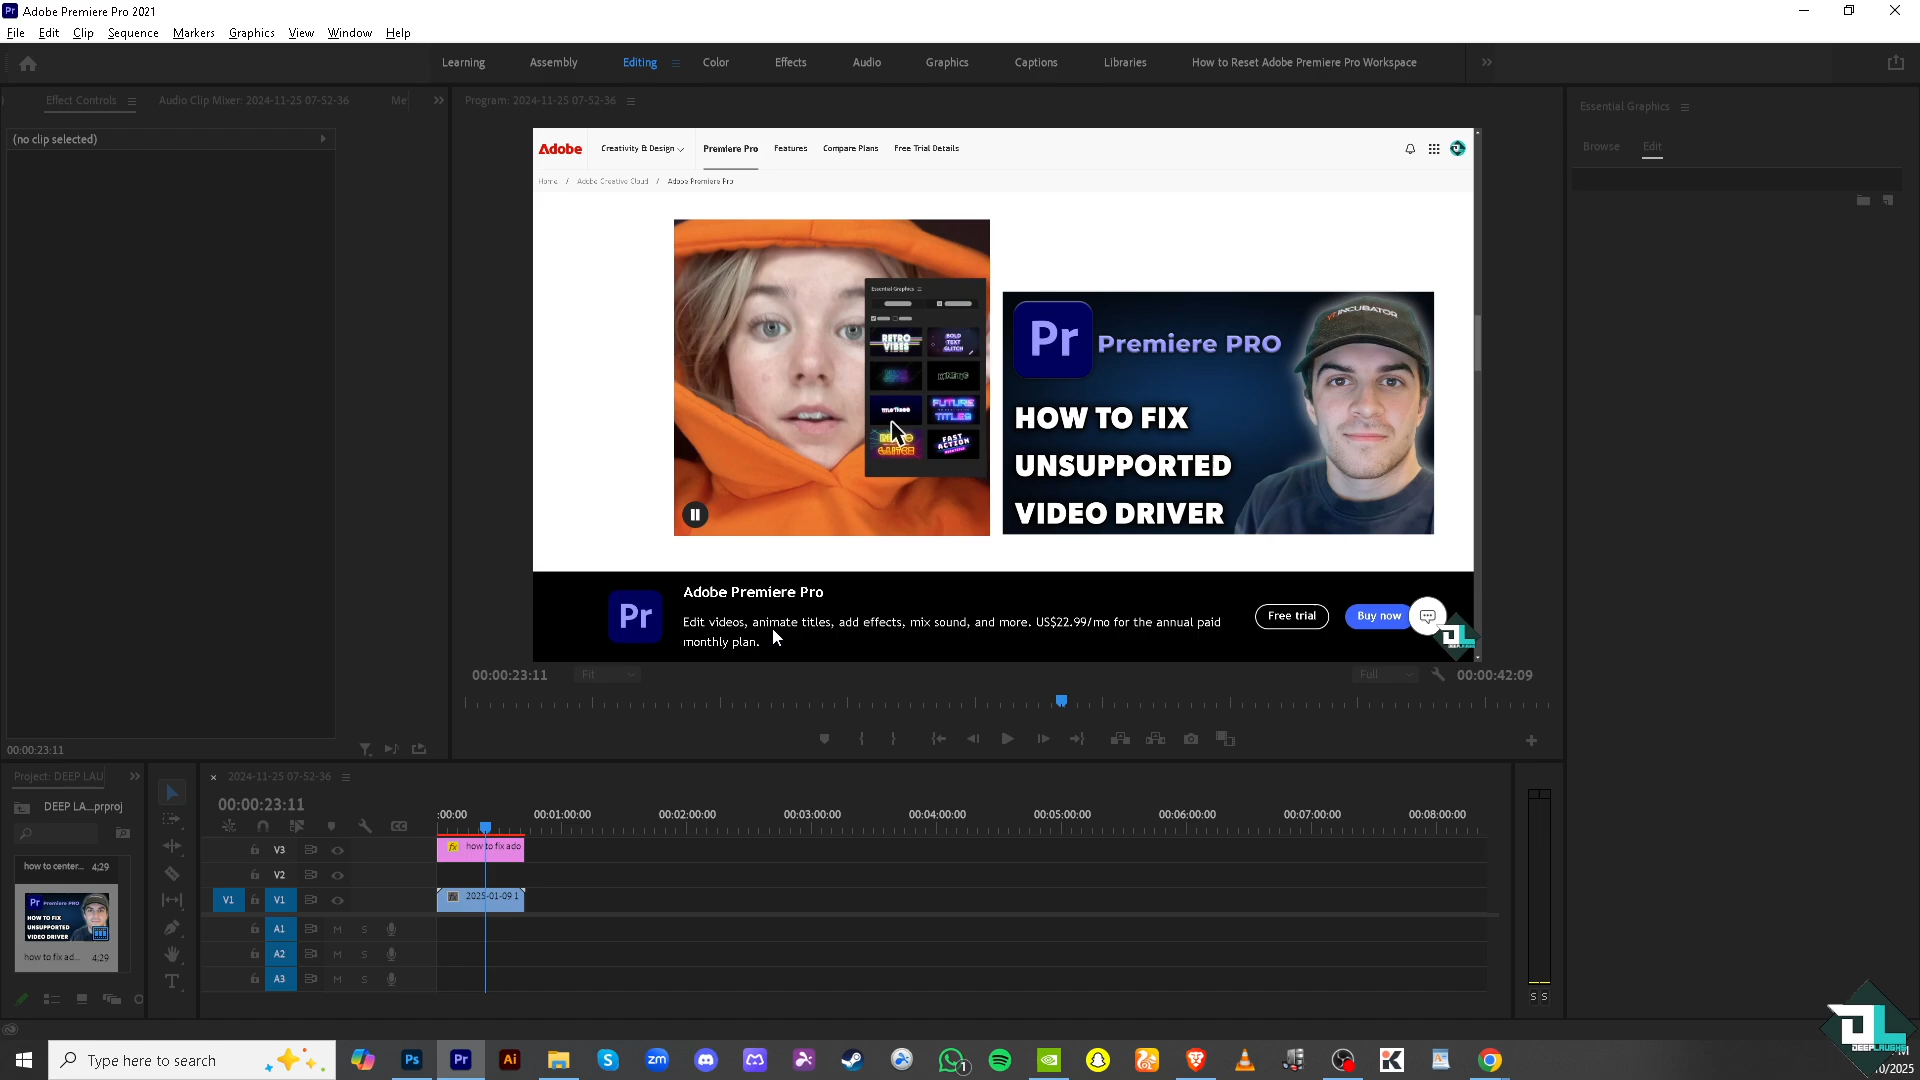 Pr Adobe Premiere Pro 2021
File Edit Clip Sequence Markers Graphics View Window Help
Learning Assembly Editing Color Effects Audio Graphics Captions Libraries How to Reset Adobe Premiere Pro Workspace
Effect Controls Audio Clip Mixer: 2024-11-25 07-52-36 Me
(no clip selected)
00:00:23:11
Program: 2024-11-25 07-52-36
Adobe Creativity & Design Premiere Pro Features Compare Plans Free Trial Details
Home / Adobe Creative Cloud / Adobe Premiere Pro
Essential Graphics
RETRO VIBES
BOLD TEXT GLITCH
FUTURE TITLES
FAST ACTION
Pr Premiere PRO
HOW TO FIX
UNSUPPORTED
VIDEO DRIVER
Adobe Premiere Pro
Pr
Edit videos, animate titles, add effects, mix sound, and more. US$22.99/mo for the annual paid
monthly plan.
Free trial Buy now
00:00:23:11 Fit Full 00:00:42:09
Essential Graphics
Browse Edit
Project: DEEP LAU
DEEP LA...prproj
how to center... 4;29
Pr Premiere PRO
HOW TO FIX
UNSUPPORTED
VIDEO DRIVER
how to fix ad... 4;29
× 2024-11-25 07-52-36
00:00:23:11
:00:00 00:01:00:00 00:02:00:00 00:03:00:00 00:04:00:00 00:05:00:00 00:06:00:00 00:07:00:00 00:08:00:00
V3 fx how to fix ado
V2
V1 V1 fx 2025-01-09 1
A1 M S
A2 M S
A3 M S
S S
DEEPLAUGHS
Type here to search
Ps Pr Ai zm 1 K
10/2025